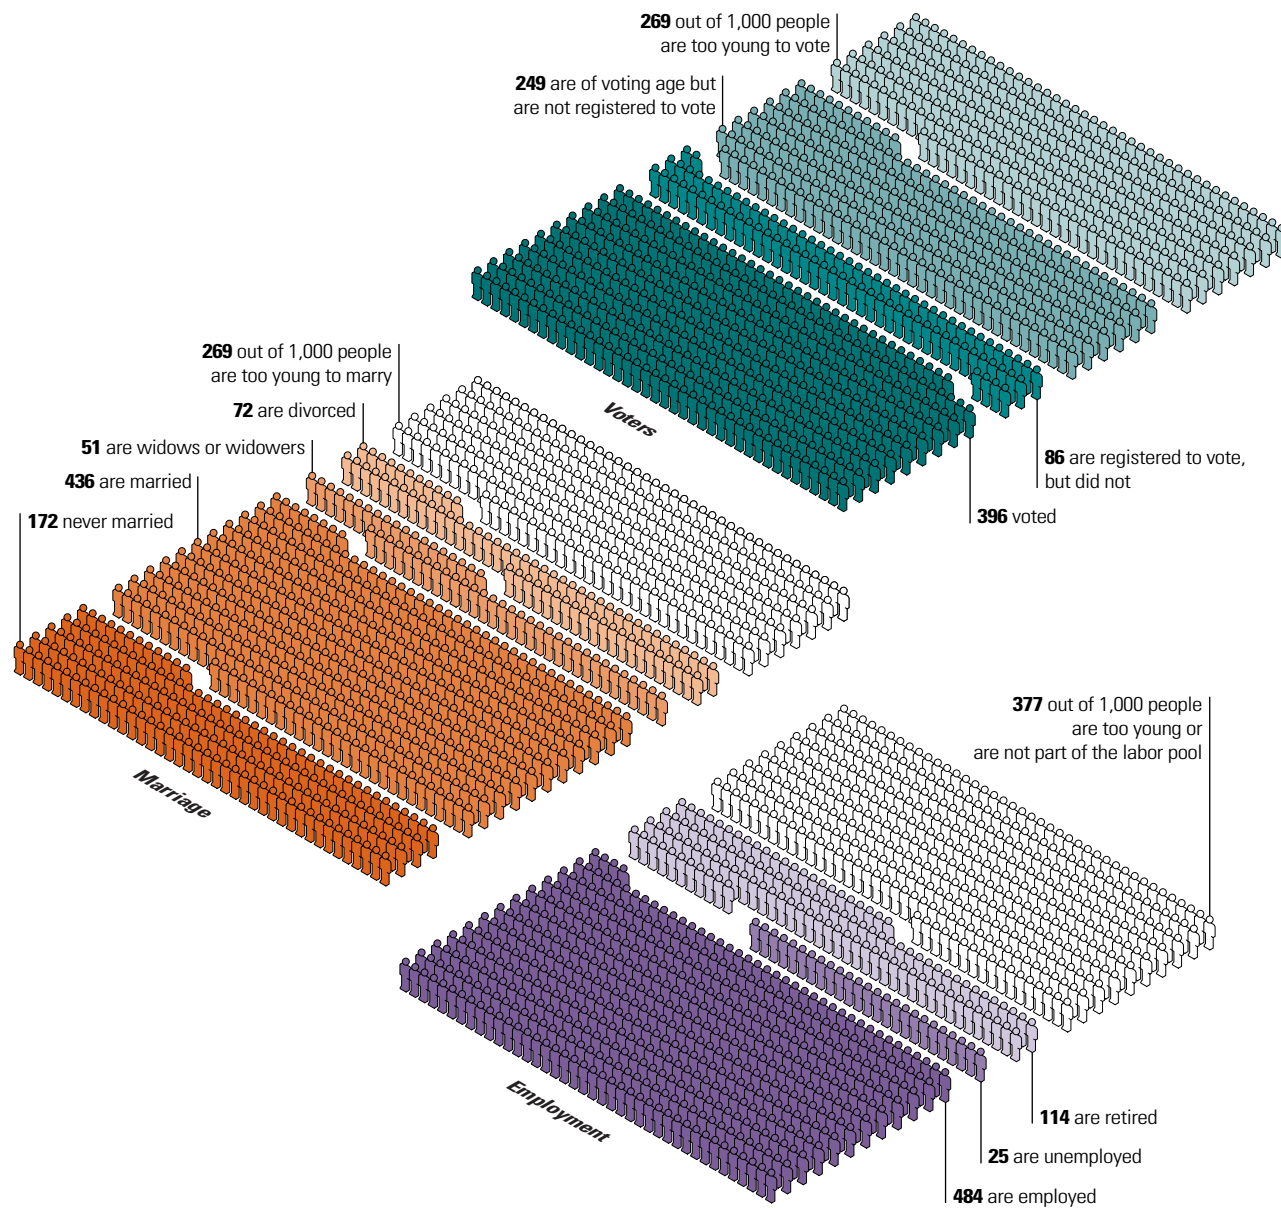 269 out of 1,000 people
are too young to vote
249 are of voting age but
are not registered to vote
Voters
86 are registered to vote,
but did not
396 voted
269 out of 1,000 people
are too young to marry
72 are divorced
51 are widows or widowers
436 are married
172 never married
Marriage
377 out of 1,000 people
are too young or
are not part of the labor pool
Employment
114 are retired
25 are unemployed
484 are employed